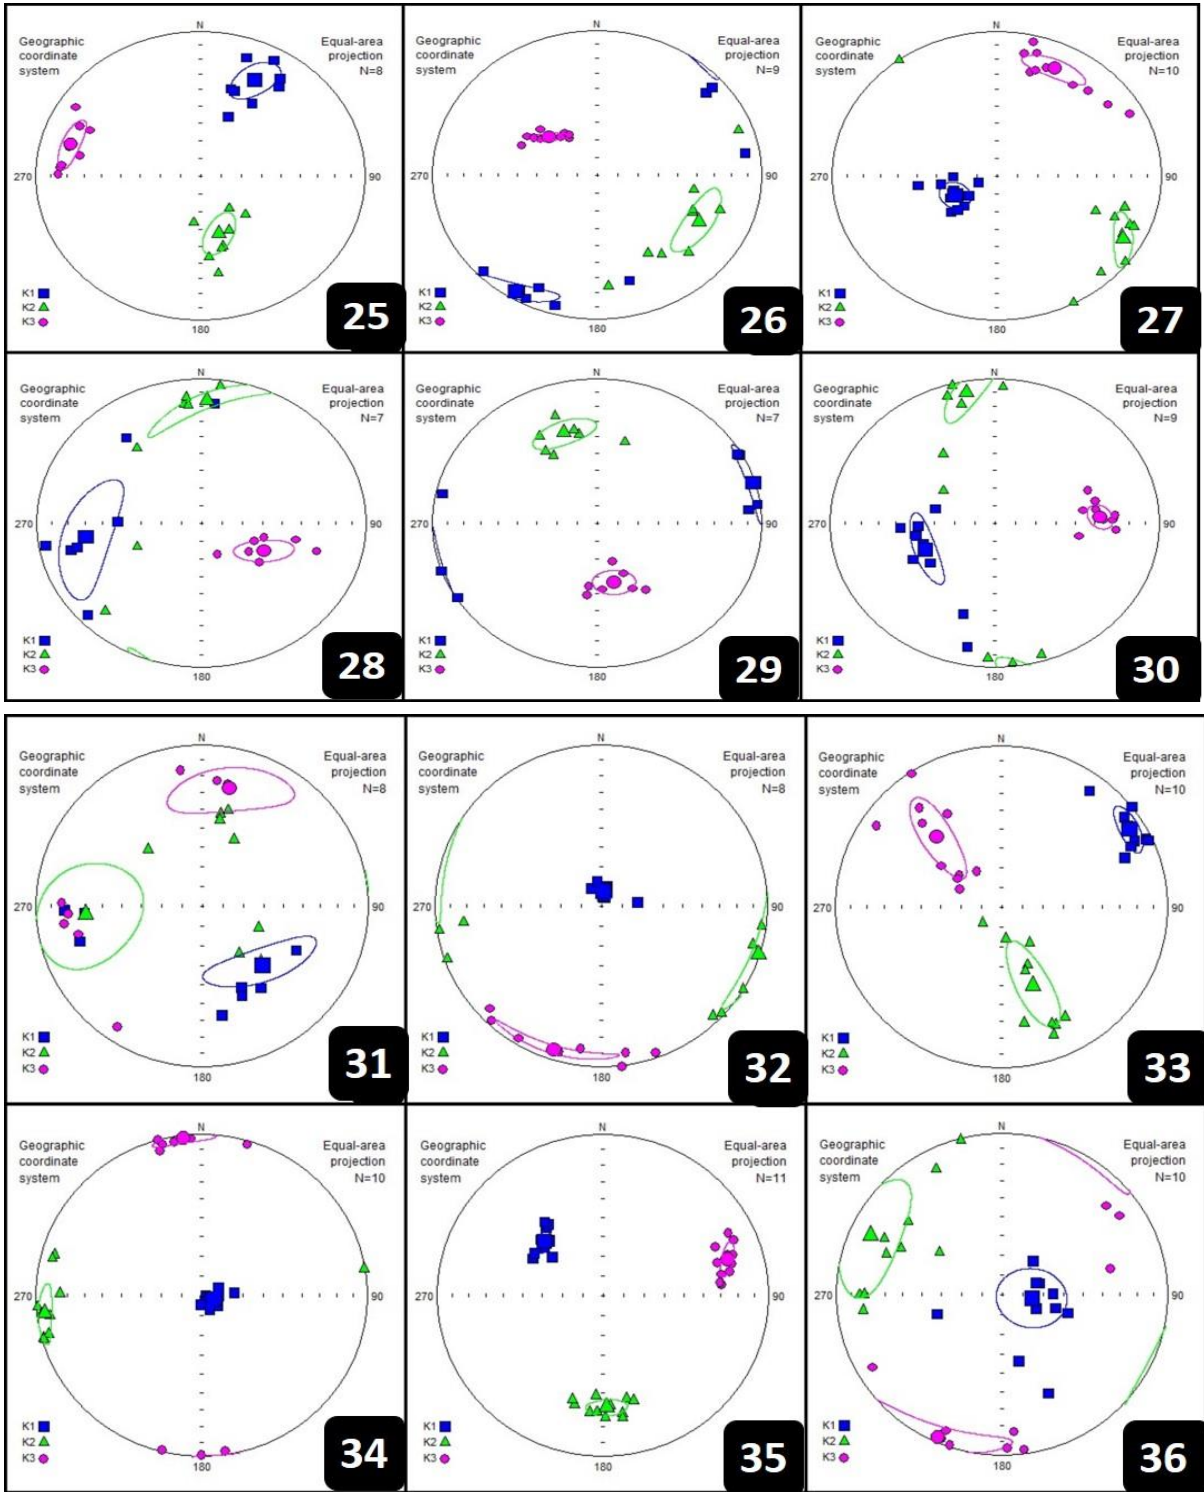 Geographic
coordinate
system
N
Equal-area
projection
N=8
270
90
180
K1
K2
K3
25
Geographic
coordinate
system
N
Equal-area
projection
N=9
270
90
180
K1
K2
K3
26
Geographic
coordinate
system
N
Equal-area
projection
N=10
270
90
180
K1
K2
K3
27
Geographic
coordinate
system
N
Equal-area
projection
N=7
270
90
180
K1
K2
K3
28
Geographic
coordinate
system
N
Equal-area
projection
N=7
270
90
180
K1
K2
K3
29
Geographic
coordinate
system
N
Equal-area
projection
N=9
270
90
180
K1
K2
K3
30
Geographic
coordinate
system
N
Equal-area
projection
N=8
270
90
180
K1
K2
K3
31
Geographic
coordinate
system
N
Equal-area
projection
N=8
270
90
180
K1
K2
K3
32
Geographic
coordinate
system
N
Equal-area
projection
N=10
270
90
180
K1
K2
K3
33
Geographic
coordinate
system
N
Equal-area
projection
N=10
270
90
180
K1
K2
K3
34
Geographic
coordinate
system
N
Equal-area
projection
N=11
270
90
180
K1
K2
K3
35
Geographic
coordinate
system
N
Equal-area
projection
N=10
270
90
180
K1
K2
K3
36